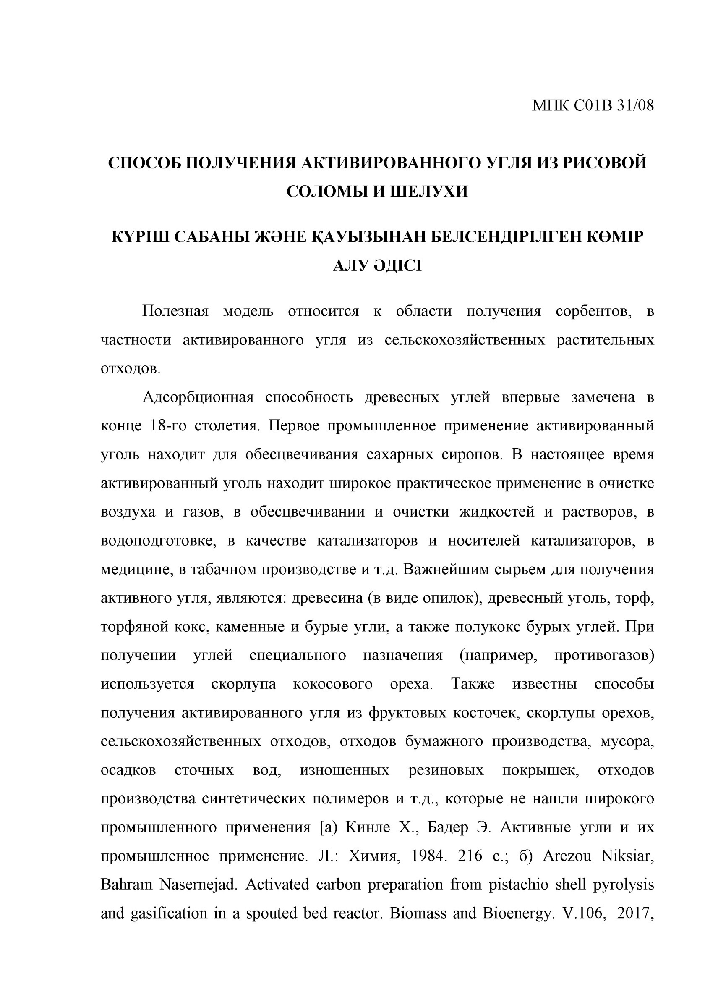 МПК C01B 31/08
СПОСОБ ПОЛУЧЕНИЯ АКТИВИРОВАННОГО УГЛЯ ИЗ РИСОВОЙ
СОЛОМЫ И ШЕЛУХИ
КҮРІШ САБАНЫ ЖӘНЕ ҚАУЫЗЫНАН БЕЛСЕНДІРІЛГЕН КӨМІР
АЛУ ӘДІСІ
Полезная модель относится к области получения сорбентов, в
частности активированного угля из сельскохозяйственных растительных
отходов.
Адсорбционная способность древесных углей впервые замечена в
конце 18-го столетия. Первое промышленное применение активированный
уголь находит для обесцвечивания сахарных сиропов. В настоящее время
активированный уголь находит широкое практическое применение в очистке
воздуха и газов, в обесцвечивании и очистки жидкостей и растворов, в
водоподготовке, в качестве катализаторов и носителей катализаторов, в
медицине, в табачном производстве и т.д. Важнейшим сырьем для получения
активного угля, являются: древесина (в виде опилок), древесный уголь, торф,
торфяной кокс, каменные и бурые угли, а также полукокс бурых углей. При
получении углей специального назначения (например, противогазов)
используется скорлупа кокосового ореха. Также известны способы
получения активированного угля из фруктовых косточек, скорлупы орехов,
сельскохозяйственных отходов, отходов бумажного производства, мусора,
осадков сточных вод, изношенных резиновых покрышек, отходов
производства синтетических полимеров и т.д., которые не нашли широкого
промышленного применения [а) Кинле Х., Бадер Э. Активные угли и их
промышленное применение. Л.: Химия, 1984. 216 с.; б) Arezou Niksiar,
Bahram Nasernejad. Activated carbon preparation from pistachio shell pyrolysis
and gasification in a spouted bed reactor. Biomass and Bioenergy. V.106, 2017,